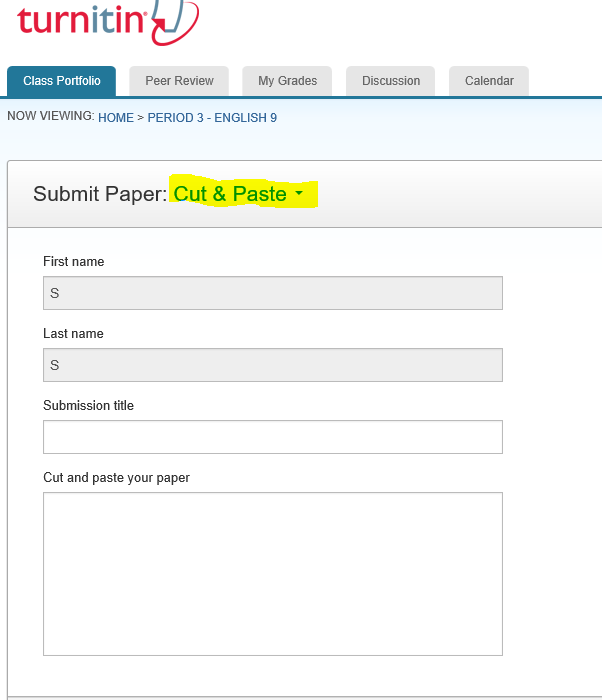 turnitin
Class Portfolio Peer Review My Grades Discussion Calendar
NOW VIEWING: HOME > PERIOD 3 - ENGLISH 9
Submit Paper: Cut & Paste
First name
S
Last name
S
Submission title
Cut and paste your paper